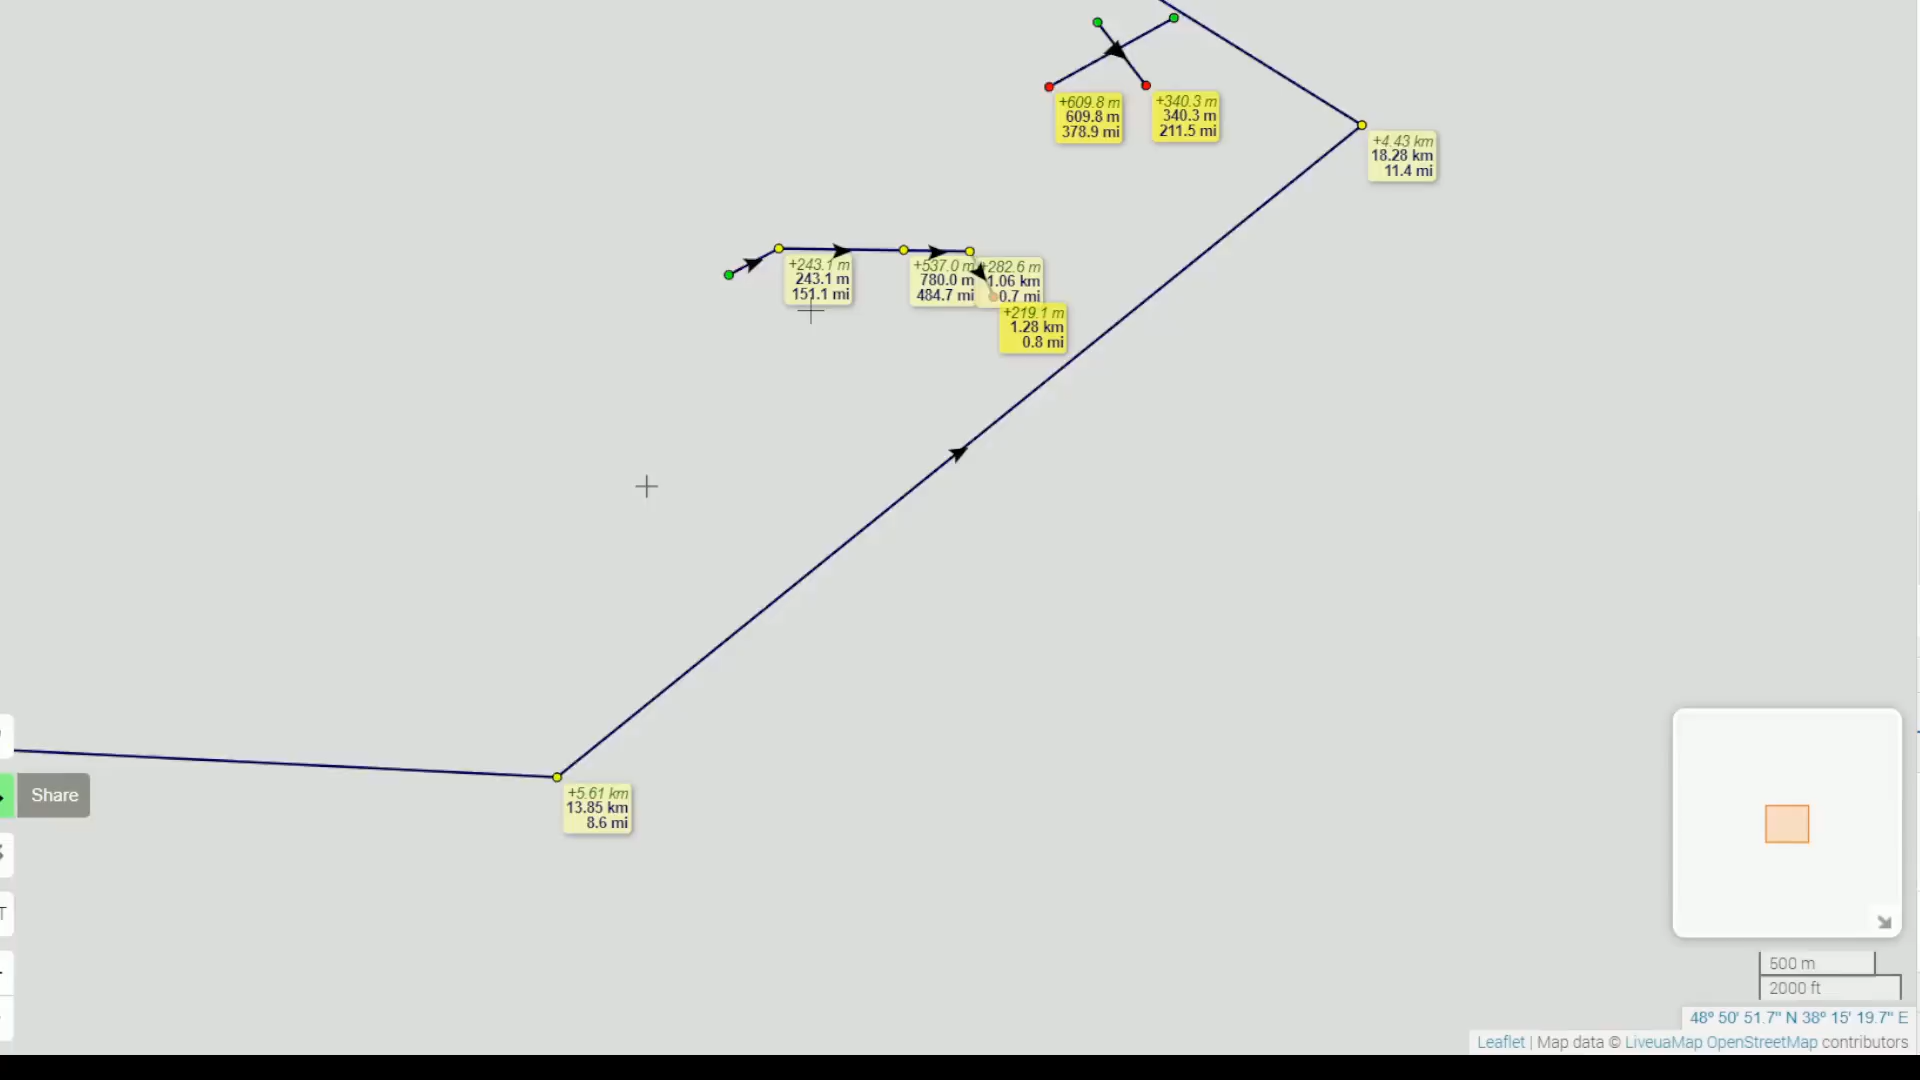 +609.8 m
609.8 m
378.9 mi
+340.3 m
340.3 m
211.5 mi
+4.43 km
18.28 km
11.4 mi
+243.1 m
243.1 m
151.1 mi
+537.0 m
780.0 m
484.7 mi
+282.6 m
1.06 km
0.7 mi
+219.1 m
1.28 km
0.8 mi
+5.61 km
13.85 km
8.6 mi
Share
500 m
2000 ft
48º 50' 51.7" N 38º 15' 19.7" E
Leaflet | Map data © LiveuaMap OpenStreetMap contributors